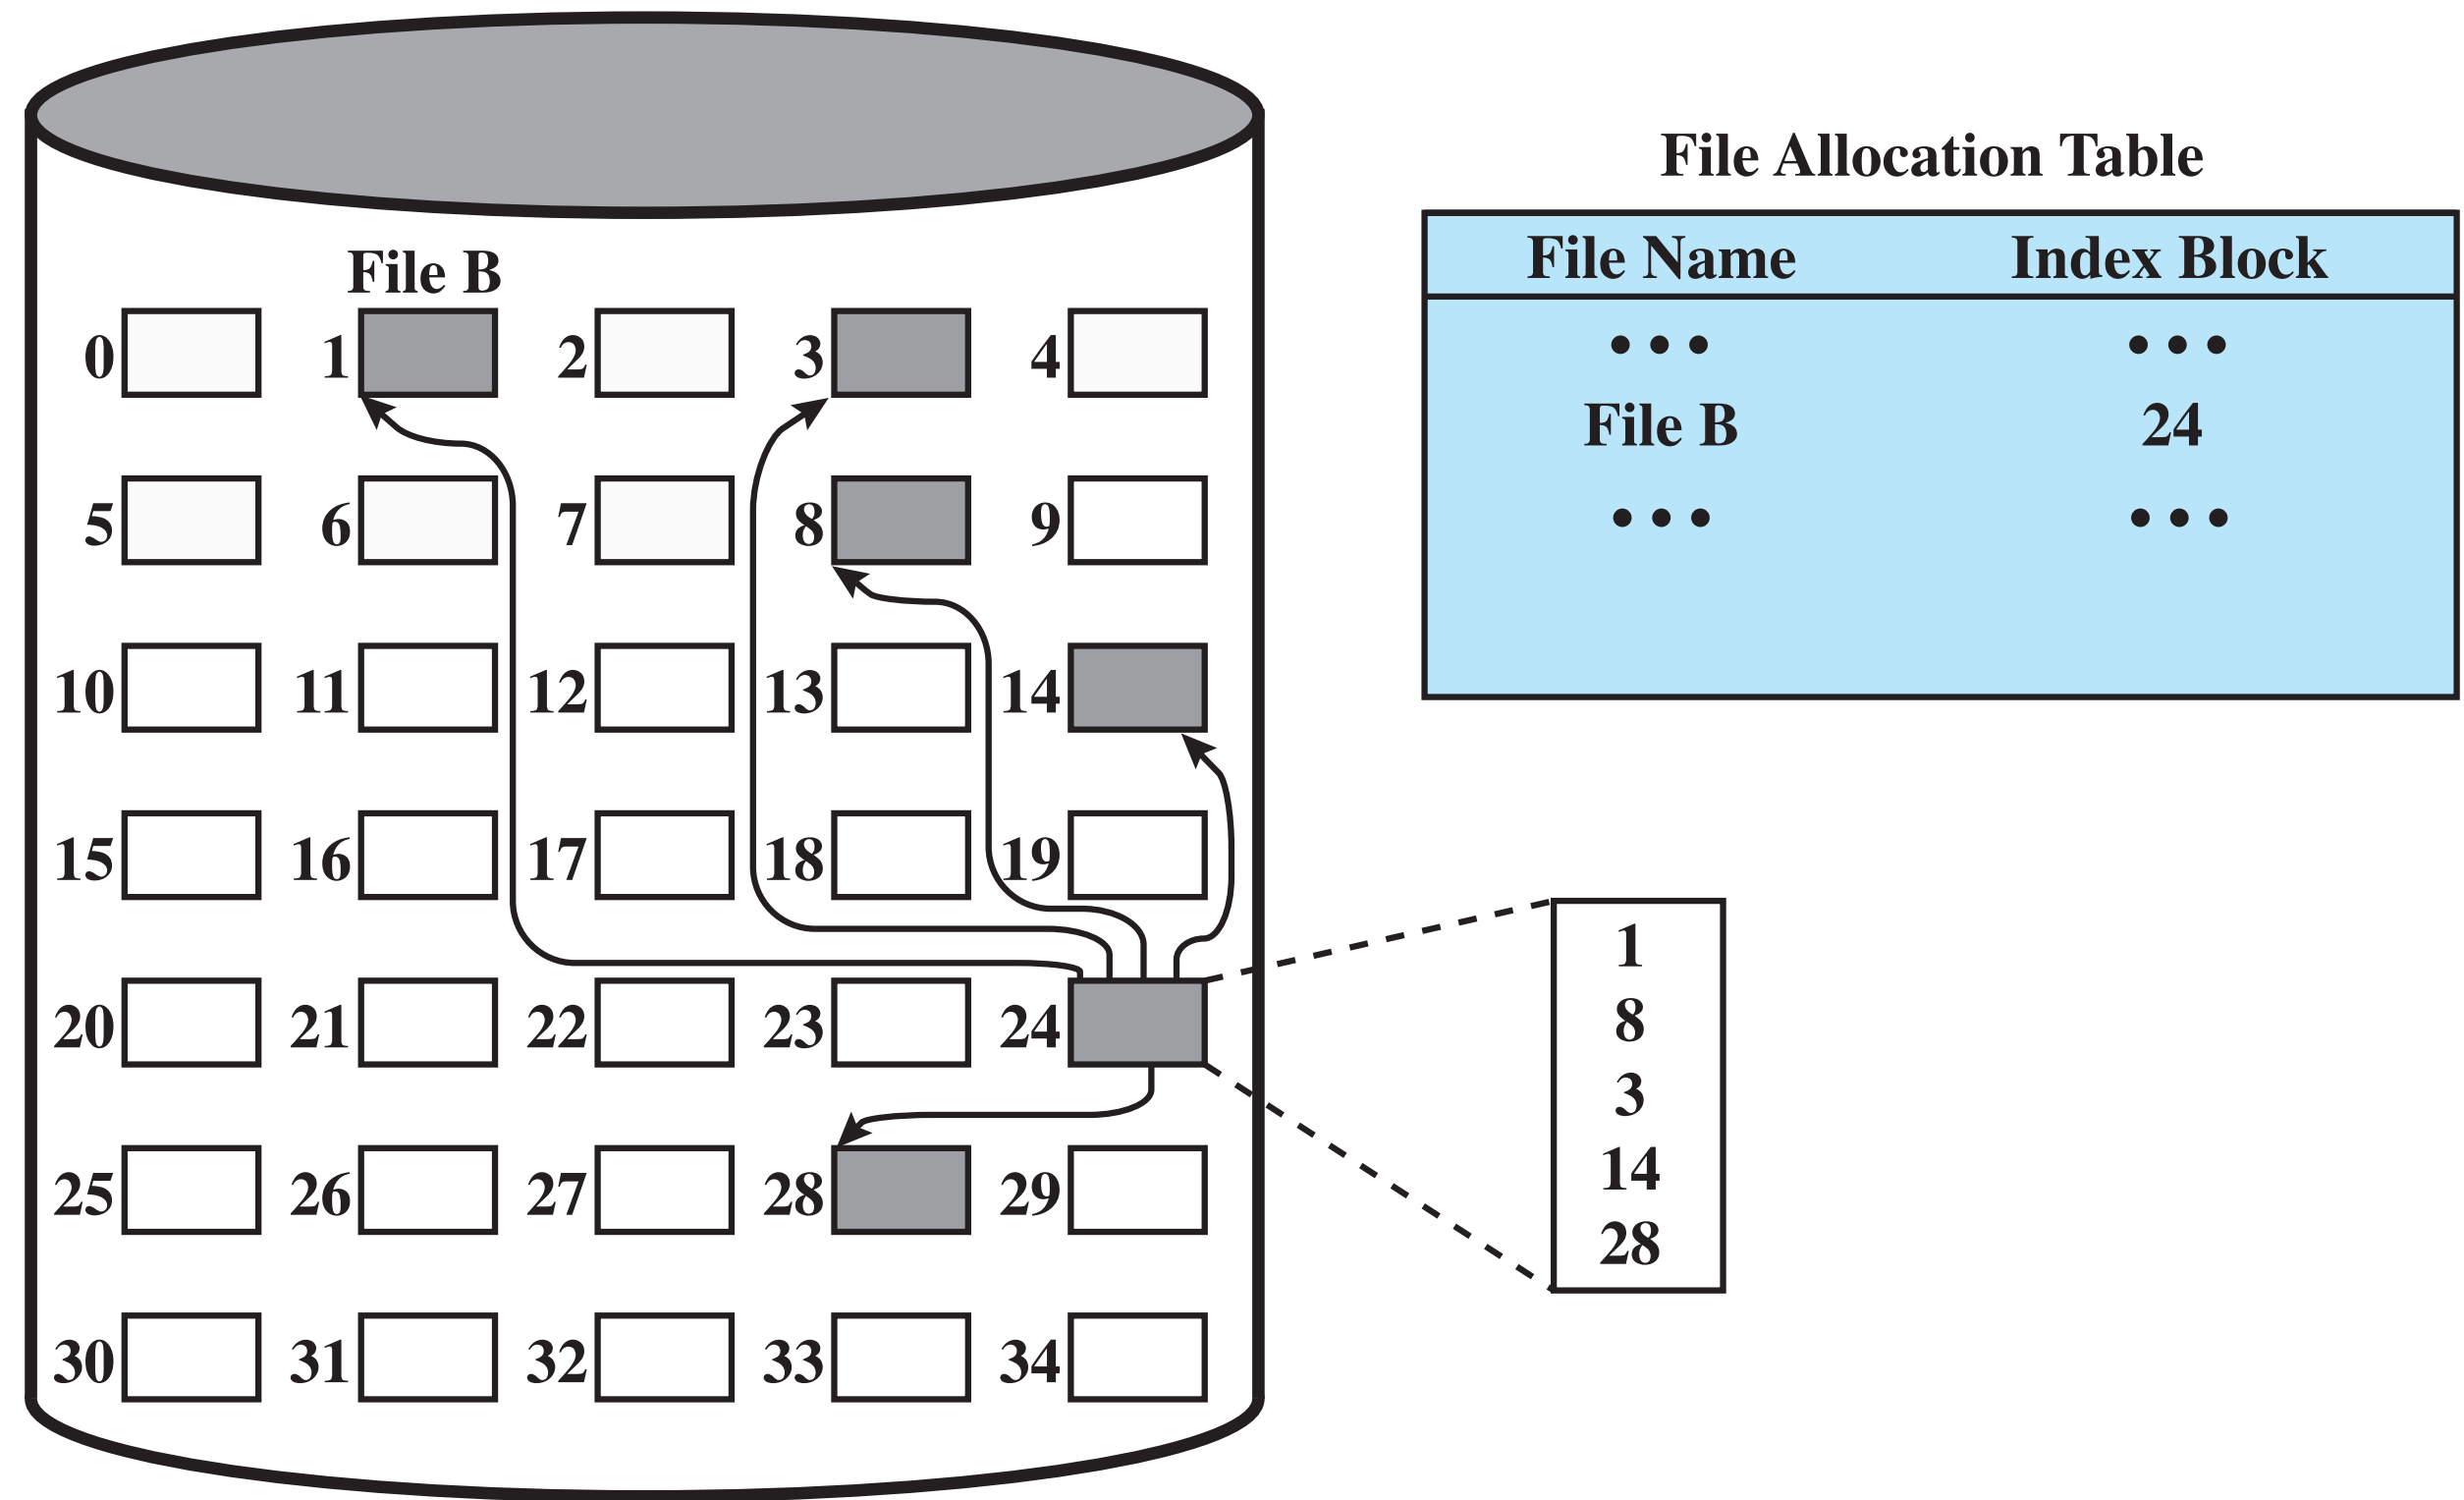 File Allocation Table
File Name Index Block
• • • • • •
File B 24
• • • • • •
File B
0 1 2 3 4
5 6 7 8 9
10 11 12 13 14
15 16 17 18 19
20 21 22 23 24
25 26 27 28 29
30 31 32 33 34
1
8
3
14
28